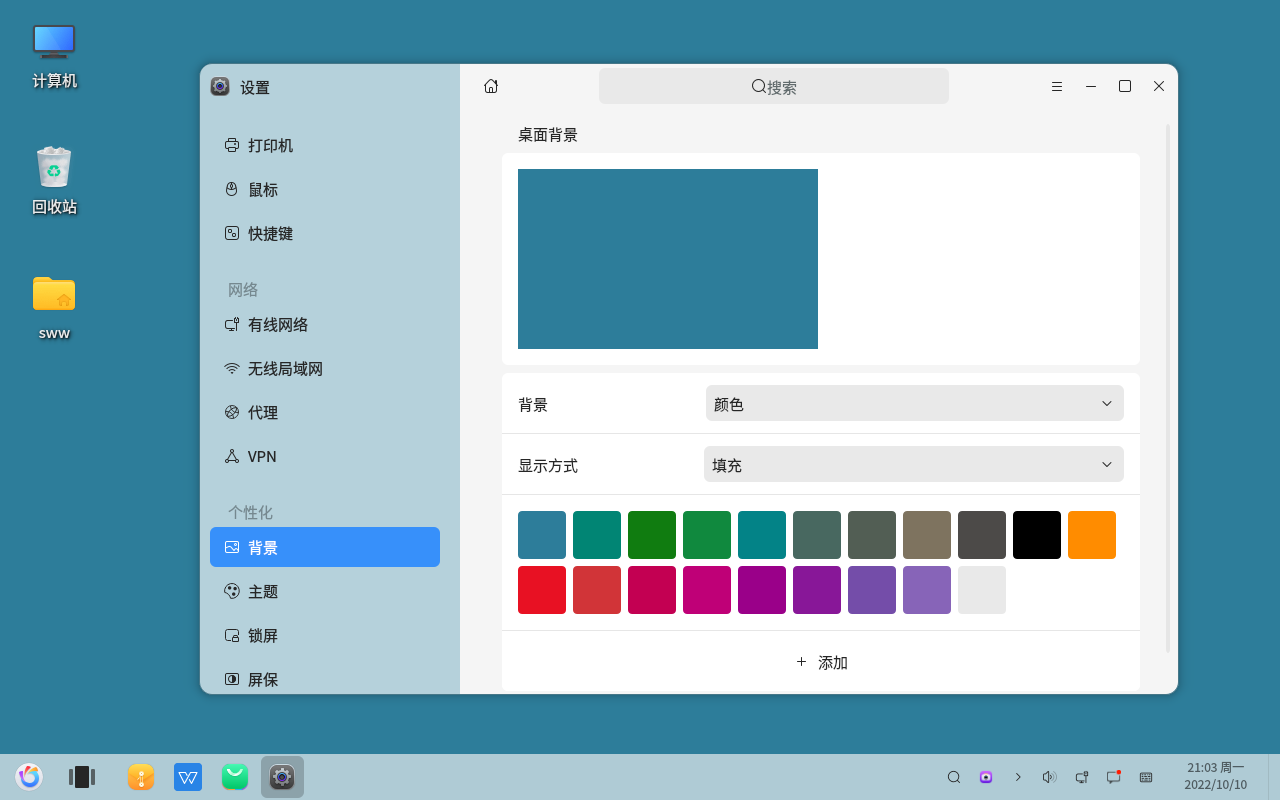 计算机
回收站
sww
设置
搜索
打印机
鼠标
快捷键
网络
有线网络
无线局域网
代理
VPN
个性化
背景
主题
锁屏
屏保
桌面背景
背景
颜色
显示方式
填充
添加
21:03 周一
2022/10/10